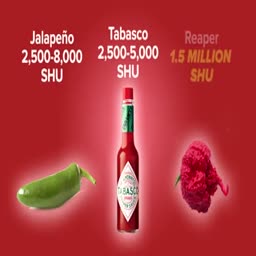 Jalapeño
2,500-8,000
SHU
Tabasco
2,500-5,000
SHU
Reaper
1.5 MILLION
SHU
TABASCO